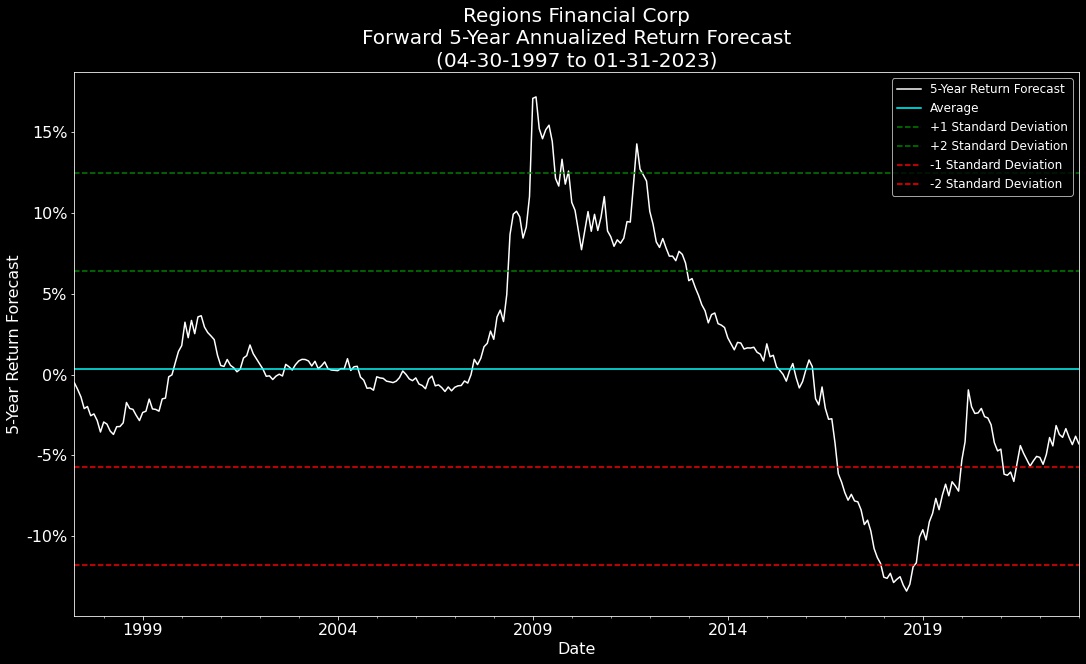 Regions Financial Corp
Forward 5-Year Annualized Return Forecast
(04-30-1997 to 01-31-2023)
5-Year Return Forecast
Average
+1 Standard Deviation
+2 Standard Deviation
-1 Standard Deviation
-2 Standard Deviation
5-Year Return Forecast
15%
10%
5%
0%
-5%
-10%
1999
2004
2009
2014
2019
Date